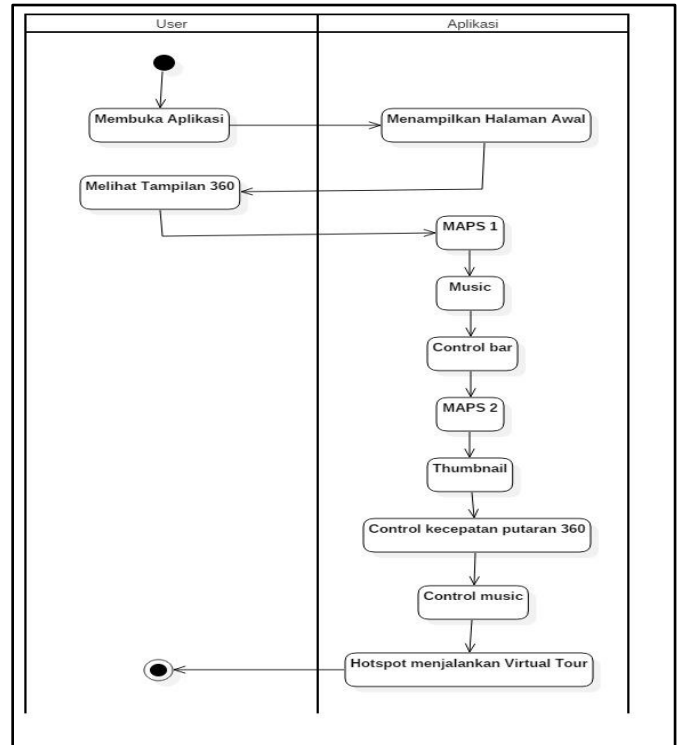 User
Aplikasi
Membuka Aplikasi
Menampilkan Halaman Awal
Melihat Tampilan 360
MAPS 1
Music
Control bar
MAPS 2
Thumbnail
Control kecepatan putaran 360
Control music
Hotspot menjalankan Virtual Tour